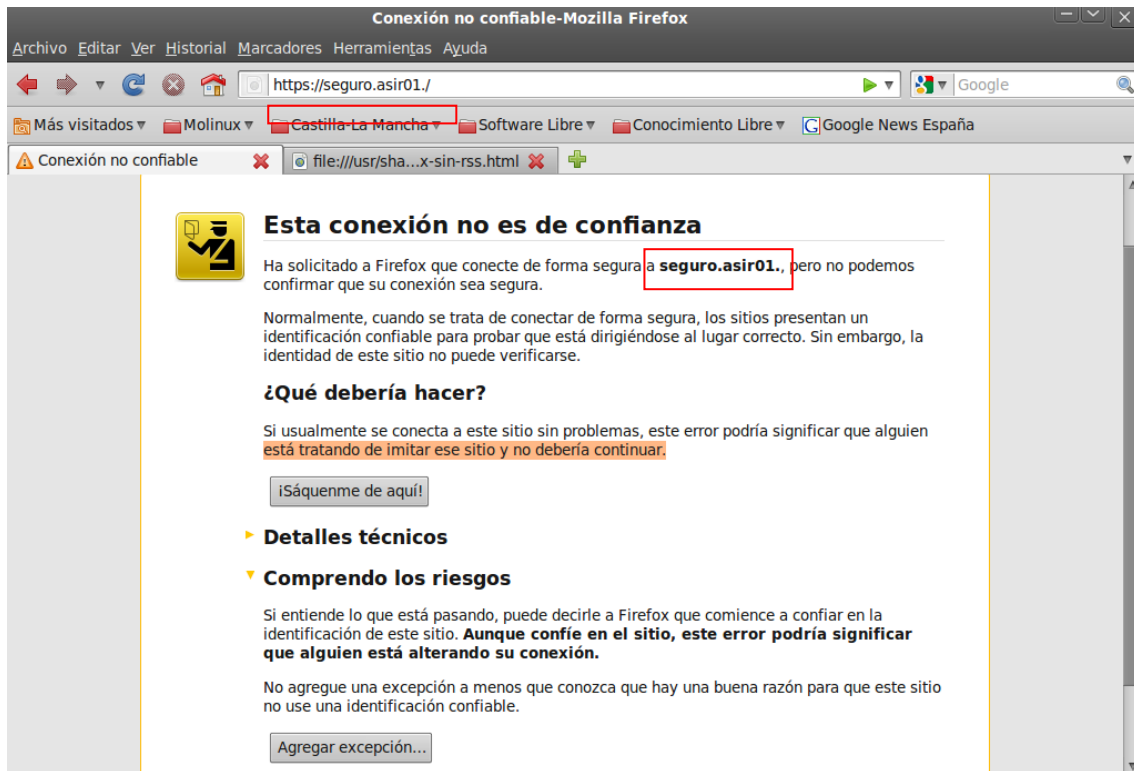 Conexión no confiable-Mozilla Firefox
Archivo Editar Ver Historial Marcadores Herramientas Ayuda
https://seguro.asir01./ Google
Más visitados Molinux Castilla-La Mancha Software Libre Conocimiento Libre G Google News España
Conexión no confiable file:///usr/sha...x-sin-rss.html
Esta conexión no es de confianza
Ha solicitado a Firefox que conecte de forma segura a seguro.asir01., pero no podemos
confirmar que su conexión sea segura.
Normalmente, cuando se trata de conectar de forma segura, los sitios presentan un
identificación confiable para probar que está dirigiéndose al lugar correcto. Sin embargo, la
identidad de este sitio no puede verificarse.
¿Qué debería hacer?
Si usualmente se conecta a este sitio sin problemas, este error podría significar que alguien
está tratando de imitar ese sitio y no debería continuar.
¡Sáquenme de aquí!
Detalles técnicos
Comprendo los riesgos
Si entiende lo que está pasando, puede decirle a Firefox que comience a confiar en la
identificación de este sitio. Aunque confíe en el sitio, este error podría significar
que alguien está alterando su conexión.
No agregue una excepción a menos que conozca que hay una buena razón para que este sitio
no use una identificación confiable.
Agregar excepción...